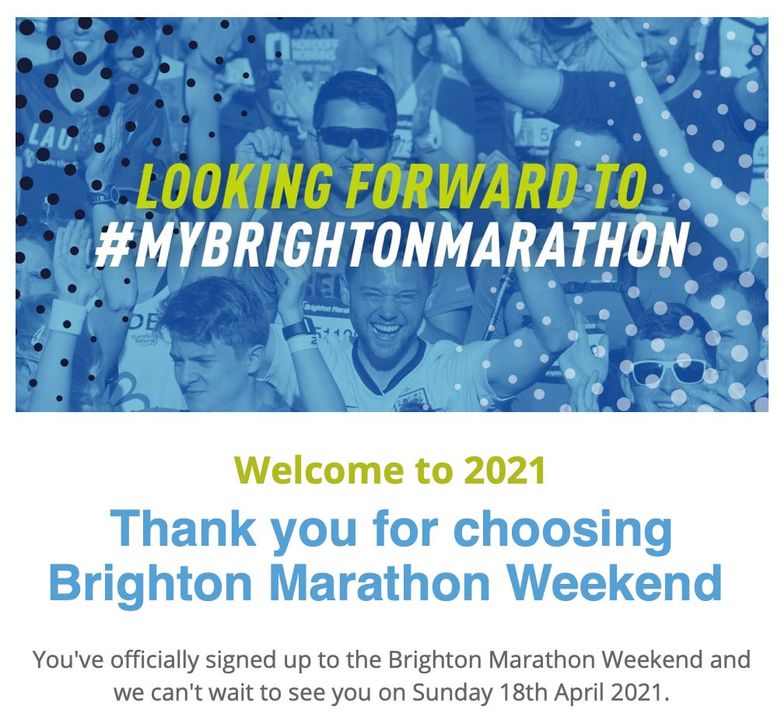 LOOKING FORWARD TO
#MYBRIGHTONMARATHON
Welcome to 2021
Thank you for choosing
Brighton Marathon Weekend
You've officially signed up to the Brighton Marathon Weekend and
we can't wait to see you on Sunday 18th April 2021.